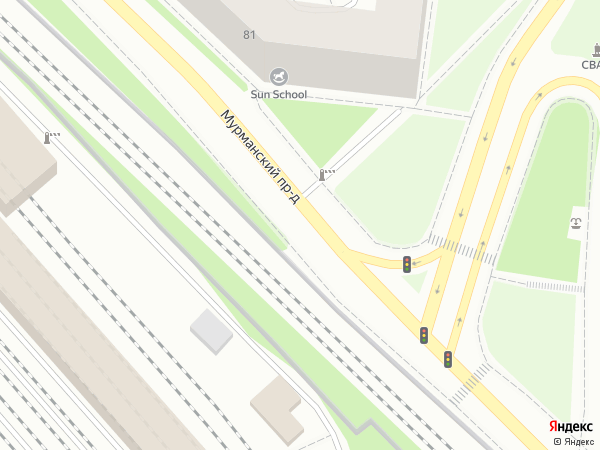 81
СВА
Sun School
Мурманский пр-д
Яндекс
© Яндекс